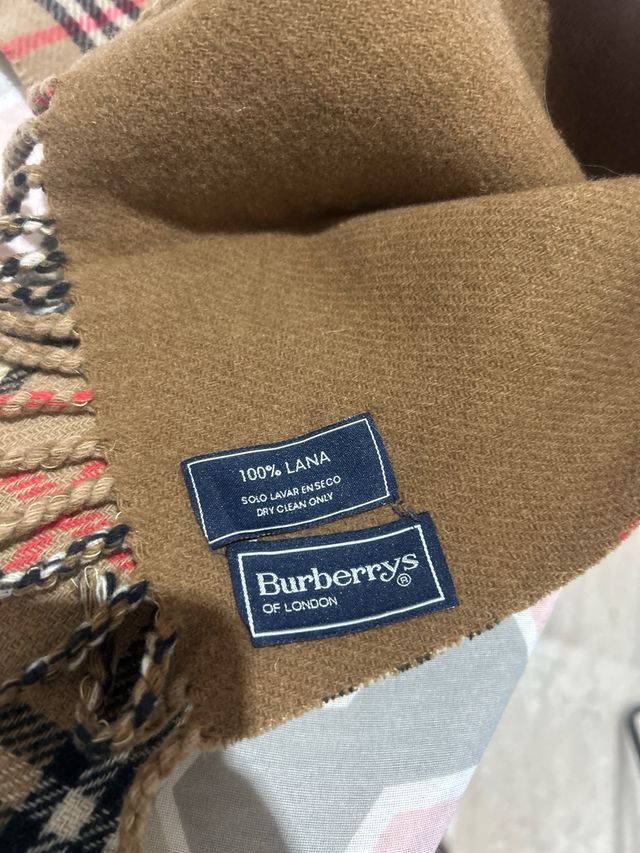 100% LANA
SOLO LAVAR EN SECO
DRY CLEAN ONLY
Burberrys®
OF LONDON